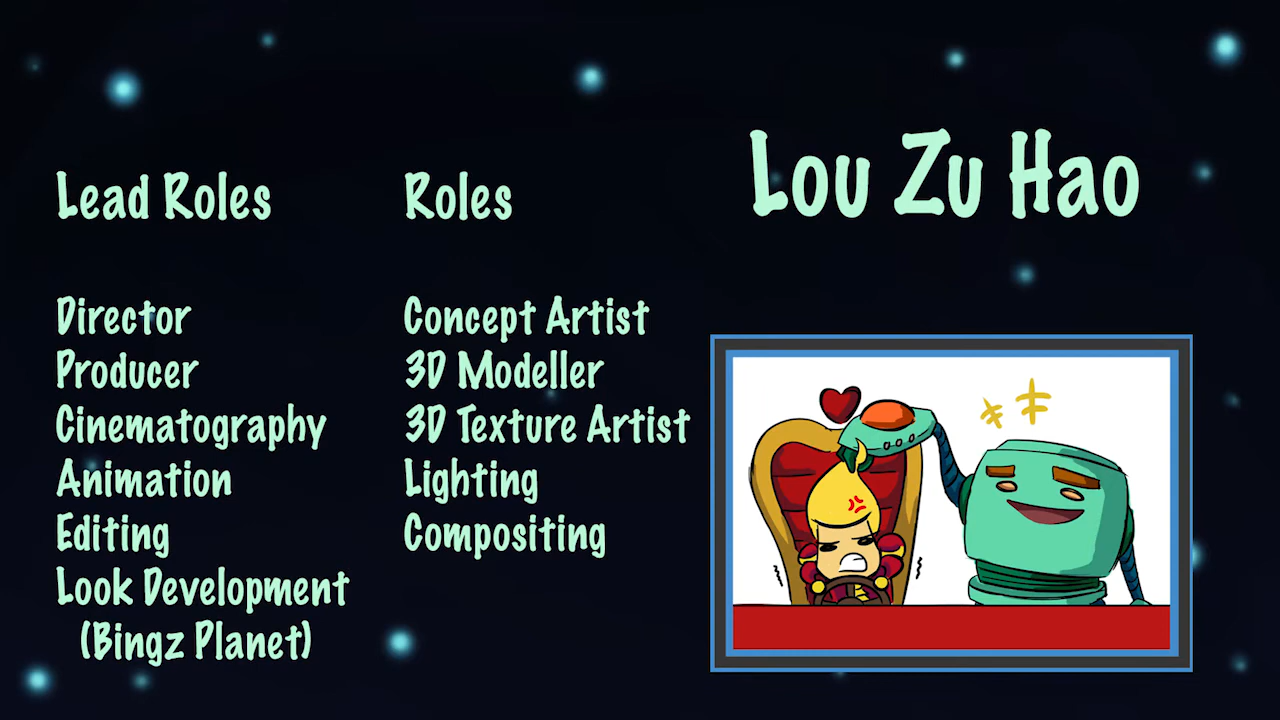 Lou Zu Hao
Lead Roles
Director
Producer
Cinematography
Animation
Editing
Look Development
(Bingz Planet)
Roles
Concept Artist
3D Modeller
3D Texture Artist
Lighting
Compositing